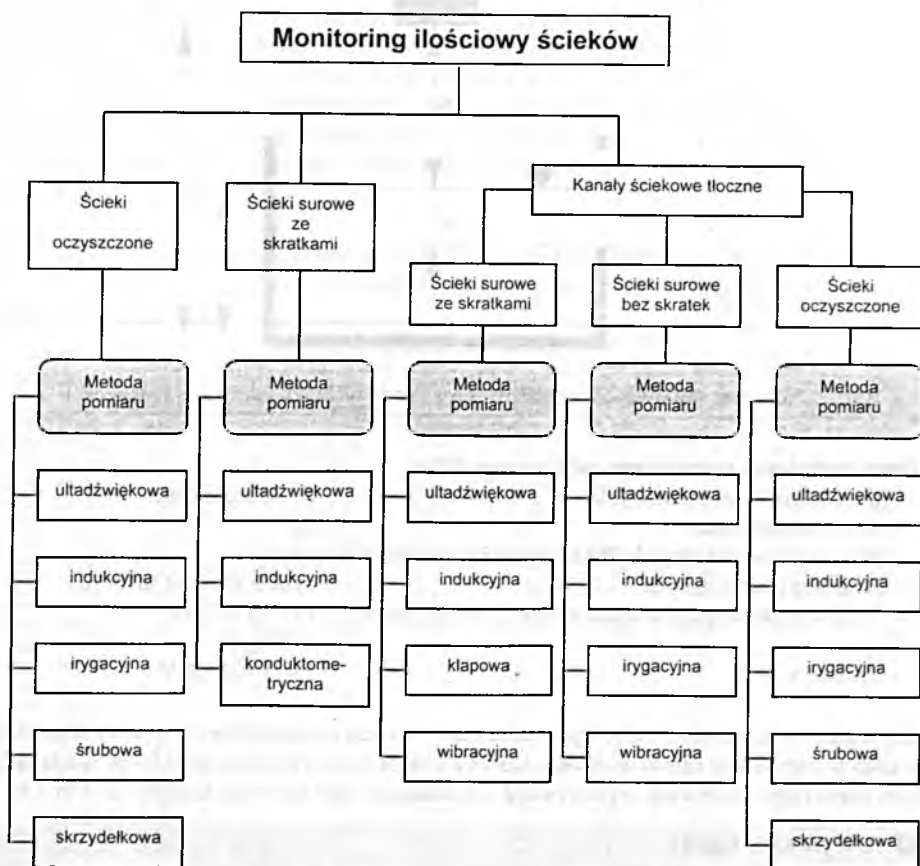 Monitoring ilościowy ścieków
Kanały ściekowe tłoczne
Ścieki
oczyszczone
Ścieki surowe
ze
skratkami
Ścieki surowe
ze skratkami
Ścieki surowe
bez skratek
Ścieki
oczyszczone
Metoda
pomiaru
Metoda
pomiaru
Metoda
pomiaru
Metoda
pomiaru
Metoda
pomiaru
ultadźwiękowa
ultadźwiękowa
ultadźwiękowa
ultadźwiękowa
ultadźwiękowa
indukcyjna
indukcyjna
indukcyjna
indukcyjna
indukcyjna
irygacyjna
konduktome-
tryczna
klapowa
irygacyjna
irygacyjna
śrubowa
wibracyjna
wibracyjna
śrubowa
skrzydełkowa
skrzydełkowa